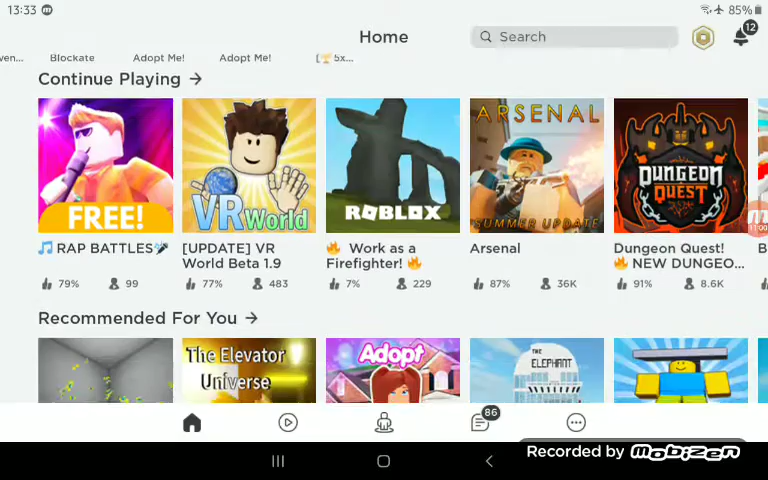 13:33
85%
Home
Search
12
ven...
Blockate
Adopt Me!
Adopt Me!
[🏆5x...
Continue Playing →
FREE!
VR World
ROBLOX
ARSENAL
SUMMER UPDATE
DUNGEON
QUEST
🎵 RAP BATTLES🎤
[UPDATE] VR
World Beta 1.9
🔥 Work as a
Firefighter! 🔥
Arsenal
Dungeon Quest!
🔥 NEW DUNGEO...
B
79% 99
77% 483
7% 229
87% 36K
91% 8.6K
Recommended For You →
The Elevator
Universe
Adopt
THE
ELEPHANT
86
Recorded by Mobizen